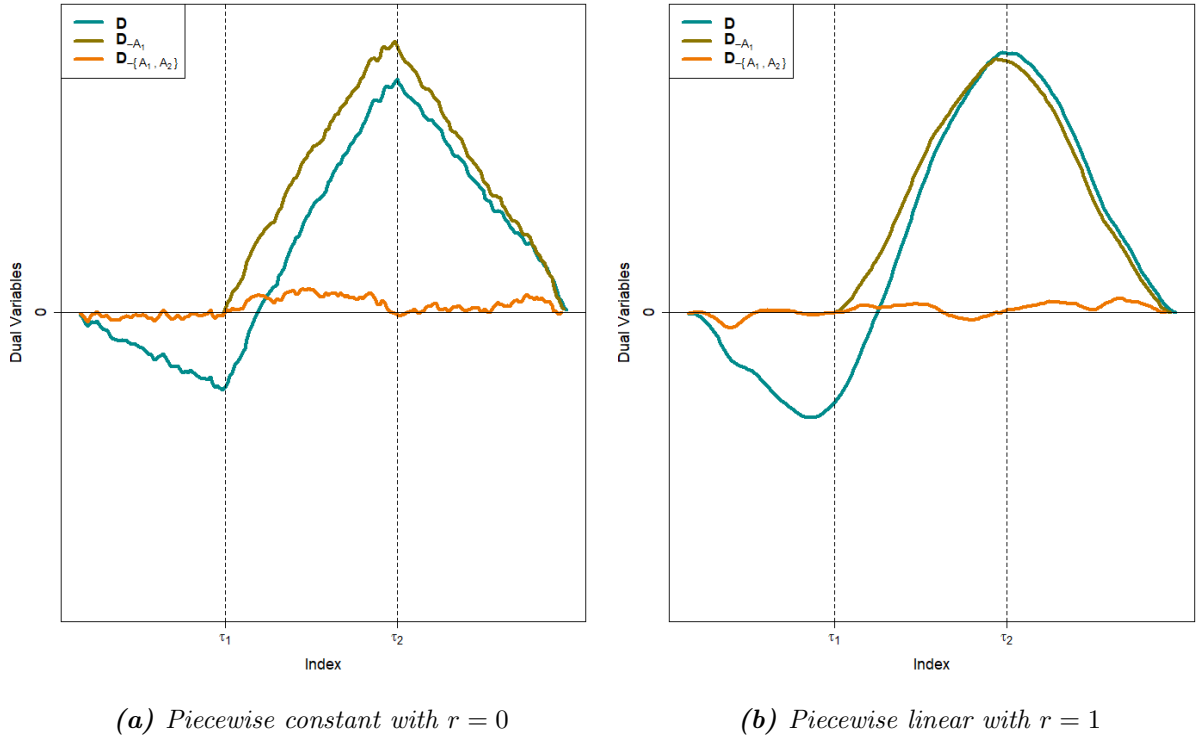 D
D₋A₁
D₋{A₁, A₂}
Dual Variables
0
τ₁
τ₂
Index
(a) Piecewise constant with r = 0
D
D₋A₁
D₋{A₁, A₂}
Dual Variables
0
τ₁
τ₂
Index
(b) Piecewise linear with r = 1